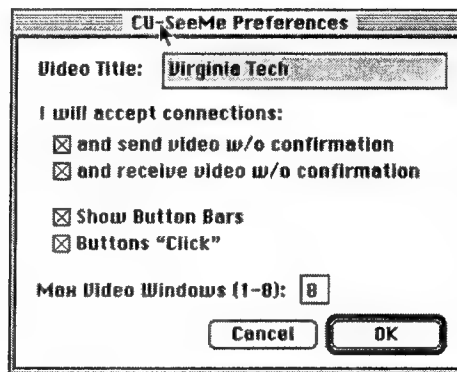 CU-SeeMe Preferences
Video Title: Virginia Tech
I will accept connections:
and send video w/o confirmation
and receive video w/o confirmation
Show Button Bars
Buttons “Click”
Max Video Windows (1-8): 8
Cancel OK